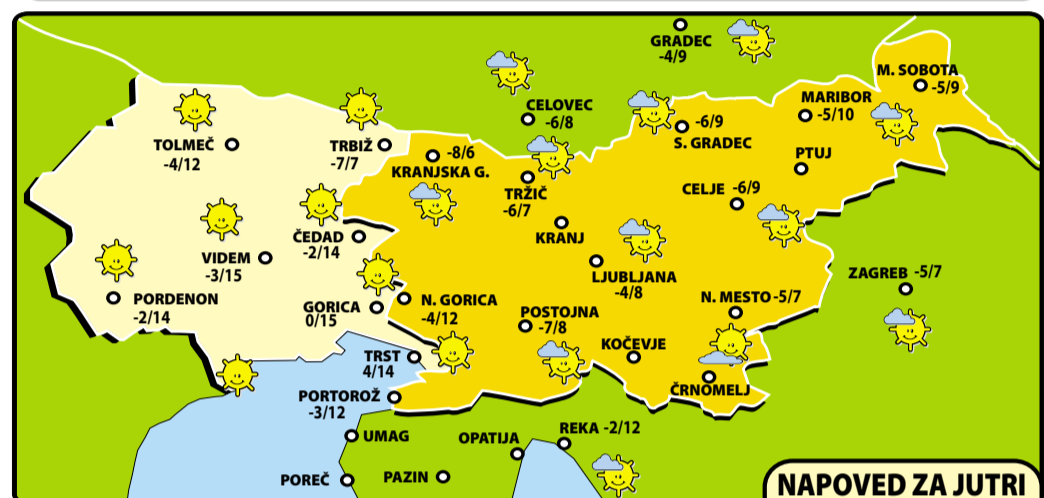 GRADEC
-4/9
M. SOBOTA
-5/9
CELOVEC
-6/8
MARIBOR
-5/10
-6/9
S. GRADEC
TOLMEČ
-4/12
TRBIŽ
-7/7
-8/6
KRANJSKA G.
PTUJ
TRŽIČ
-6/7
CELJE -6/9
KRANJ
ČEDAD
-2/14
VIDEM
-3/15
LJUBLJANA
-4/8
ZAGREB -5/7
PORDENON
-2/14
GORICA
0/15
N. GORICA
-4/12
N. MESTO -5/7
POSTOJNA
-7/8
KOČEVJE
TRST
4/14
ČRNOMELJ
PORTOROŽ
-3/12
UMAG
OPATIJA
REKA -2/12
POREČ
PAZIN
NAPOVED ZA JUTRI